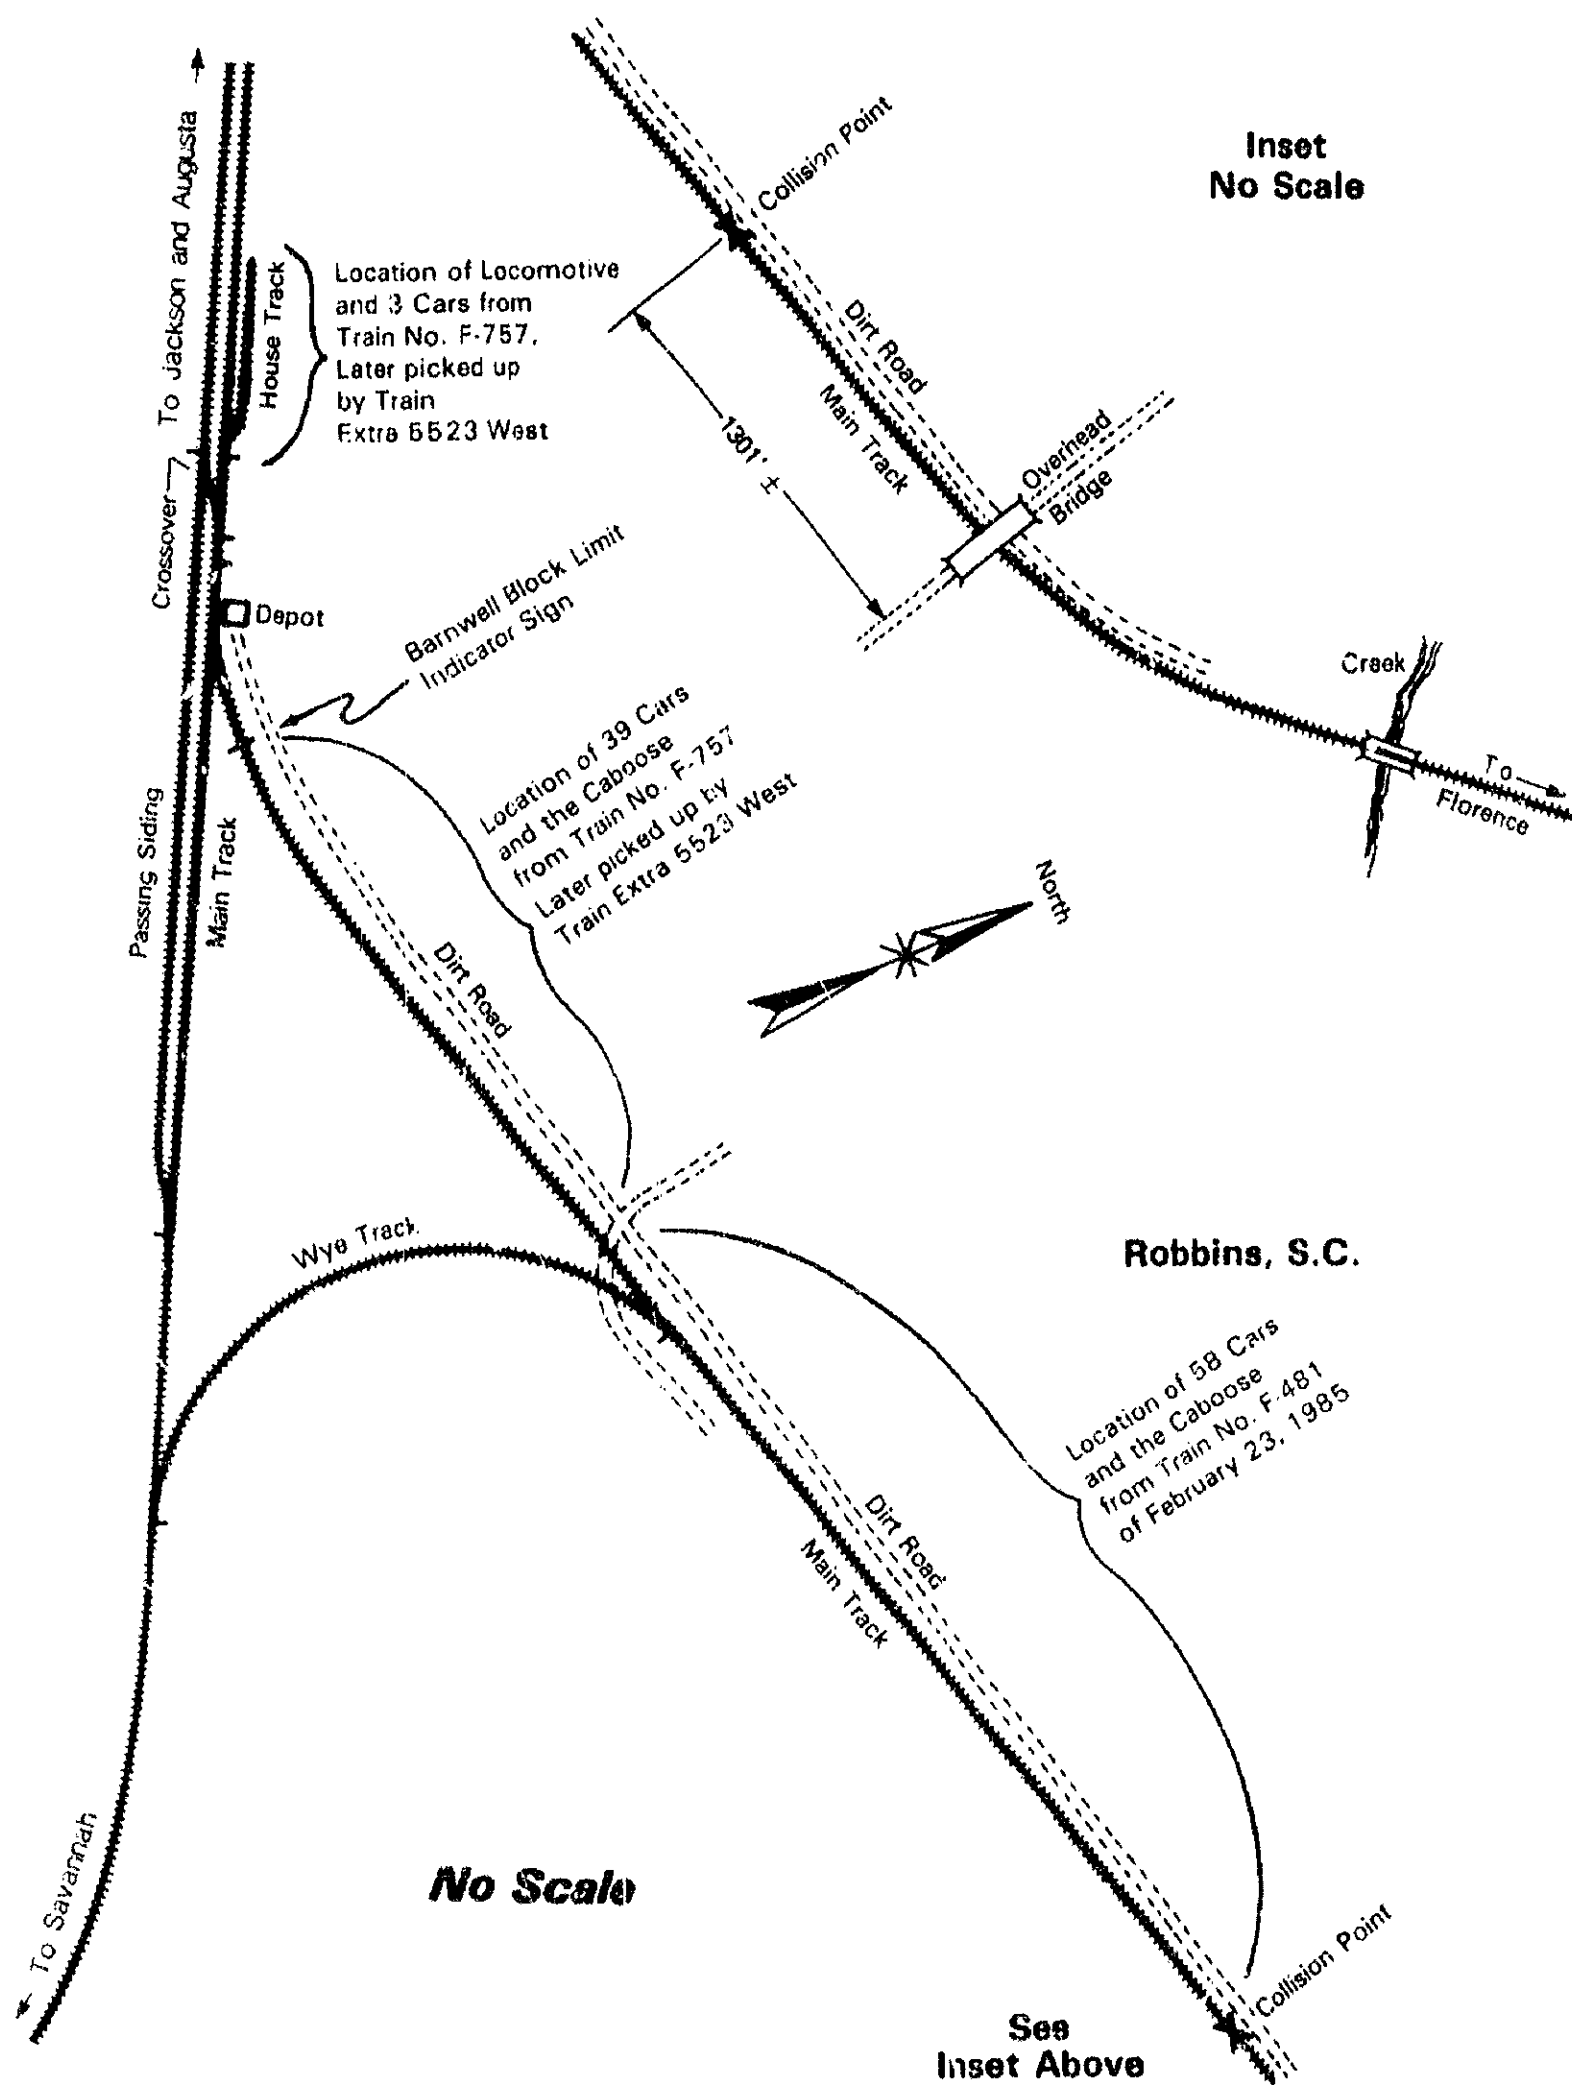 Inset
No Scale
Collision Point
To Jackson and Augusta
House Track
Location of Locomotive
and 3 Cars from
Train No. F-757.
Later picked up
by Train
Extra 5523 West
Dirt Road
Main Track
1301' ±
Overhead
Bridge
Crossover
Depot
Barnwell Block Limit
Indicator Sign
Creek
To
Florence
Location of 39 Cars
and the Caboose
from Train No. F-757
Later picked up by
Train Extra 5523 West
Passing Siding
Main Track
North
Dirt Road
Wye Track
Robbins, S.C.
Location of 58 Cars
and the Caboose
from Train No. F-481
of February 23, 1985
Dirt Road
Main Track
To Savannah
No Scale
Collision Point
See
Inset Above